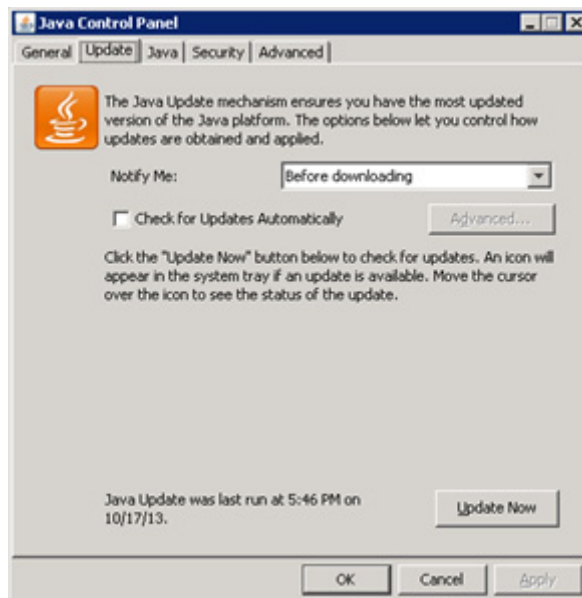 Java Control Panel
General Update Java Security Advanced
The Java Update mechanism ensures you have the most updated
version of the Java platform. The options below let you control how
updates are obtained and applied.
Notify Me: Before downloading
Check for Updates Automatically Advanced...
Click the "Update Now" button below to check for updates. An icon will
appear in the system tray if an update is available. Move the cursor
over the icon to see the status of the update.
Java Update was last run at 5:46 PM on
10/17/13.
Update Now
OK Cancel Apply